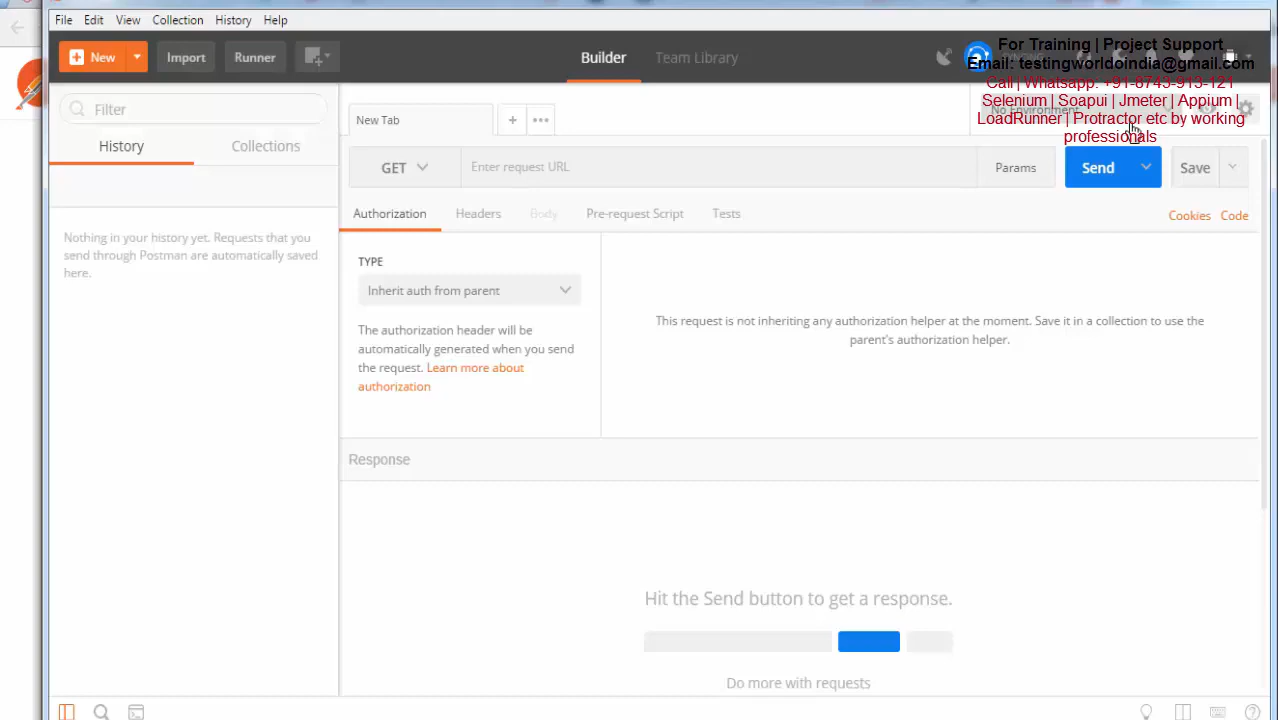 File Edit View Collection History Help
New Import Runner Builder Team Library
For Training | Project Support
Email: testingworldoindia@gmail.com
Call | Whatsapp: +91-8743-913-121
Selenium | Soapui | Jmeter | Appium |
LoadRunner | Protractor etc by working
professionals
No Environment
Filter
History Collections
Nothing in your history yet. Requests that you
send through Postman are automatically saved
here.
New Tab
GET Enter request URL Params Send Save
Authorization Headers Body Pre-request Script Tests Cookies Code
TYPE
Inherit auth from parent
The authorization header will be
automatically generated when you send
the request. Learn more about
authorization
This request is not inheriting any authorization helper at the moment. Save it in a collection to use the
parent's authorization helper.
Response
Hit the Send button to get a response.
Do more with requests